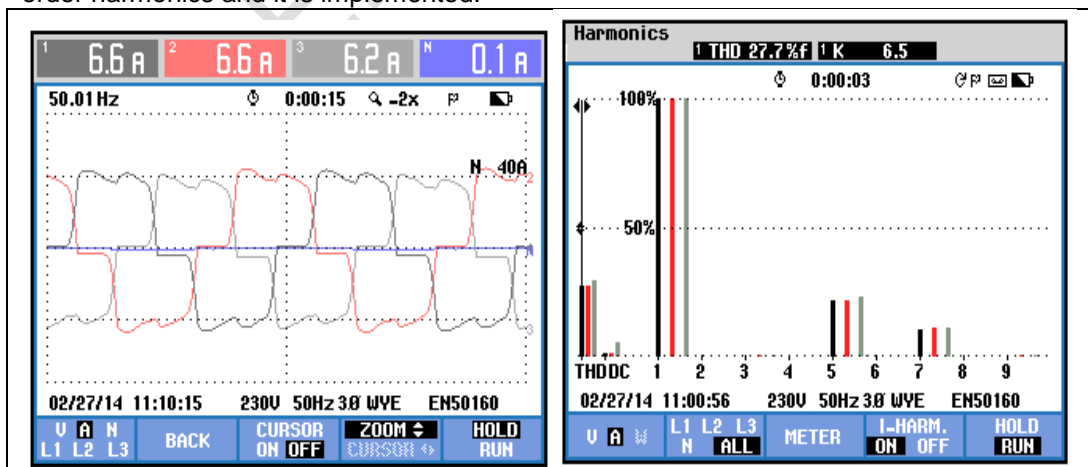 order harmonics and it is implemented.
1 6.6 A 2 6.6 A 3 6.2 A N 0.1 A
50.01 Hz 0:00:15 -2x
N 40A
2
N
3
02/27/14 11:10:15 230V 50Hz 3Ø WYE EN50160
V A N
L1 L2 L3
BACK
CURSOR
ON OFF
ZOOM
CURSOR
HOLD
RUN
Harmonics
1 THD 27.7%f 1 K 6.5
0:00:03
100%
50%
THDDC 1 2 3 4 5 6 7 8 9
02/27/14 11:00:56 230V 50Hz 3Ø WYE EN50160
V A W
L1 L2 L3
N ALL
METER
I-HARM.
ON OFF
HOLD
RUN